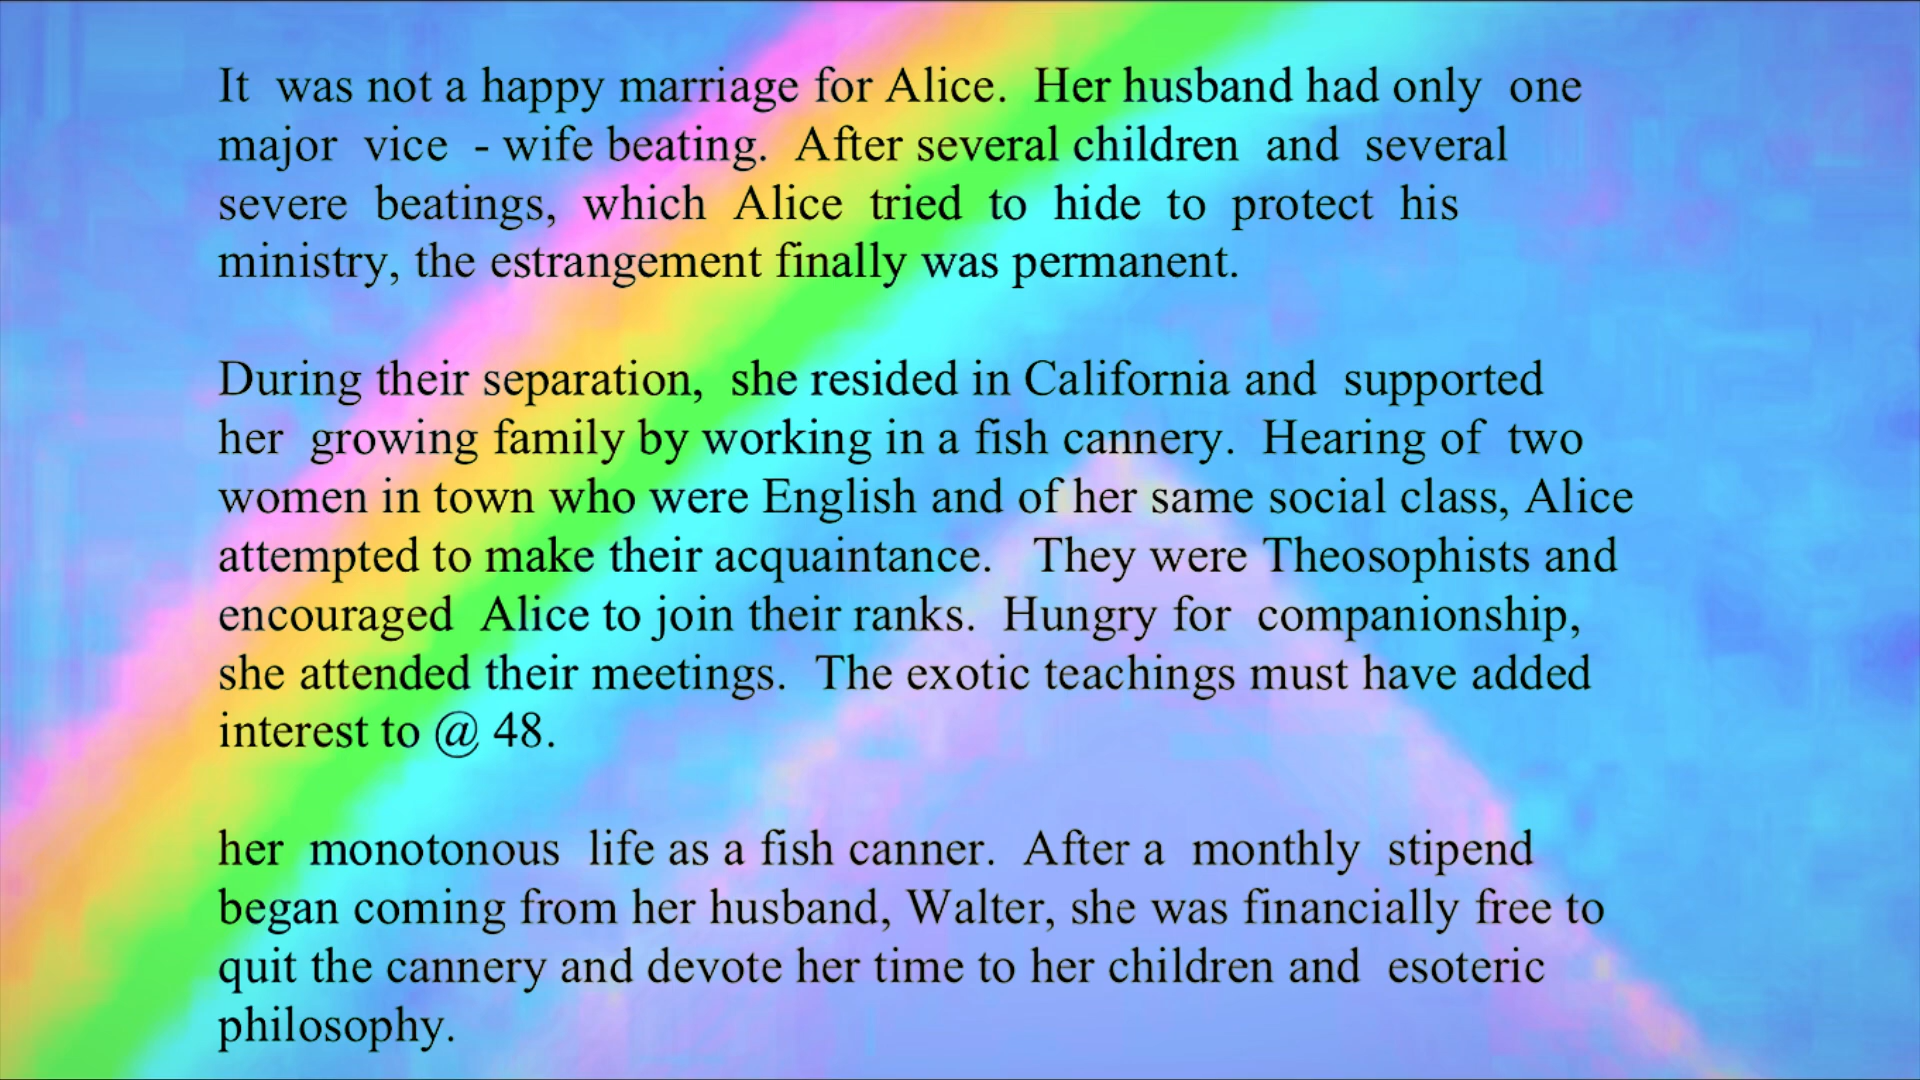 It was not a happy marriage for Alice. Her husband had only one
major vice - wife beating. After several children and several
severe beatings, which Alice tried to hide to protect his
ministry, the estrangement finally was permanent.
During their separation, she resided in California and supported
her growing family by working in a fish cannery. Hearing of two
women in town who were English and of her same social class, Alice
attempted to make their acquaintance. They were Theosophists and
encouraged Alice to join their ranks. Hungry for companionship,
she attended their meetings. The exotic teachings must have added
interest to @ 48.
her monotonous life as a fish canner. After a monthly stipend
began coming from her husband, Walter, she was financially free to
quit the cannery and devote her time to her children and esoteric
philosophy.